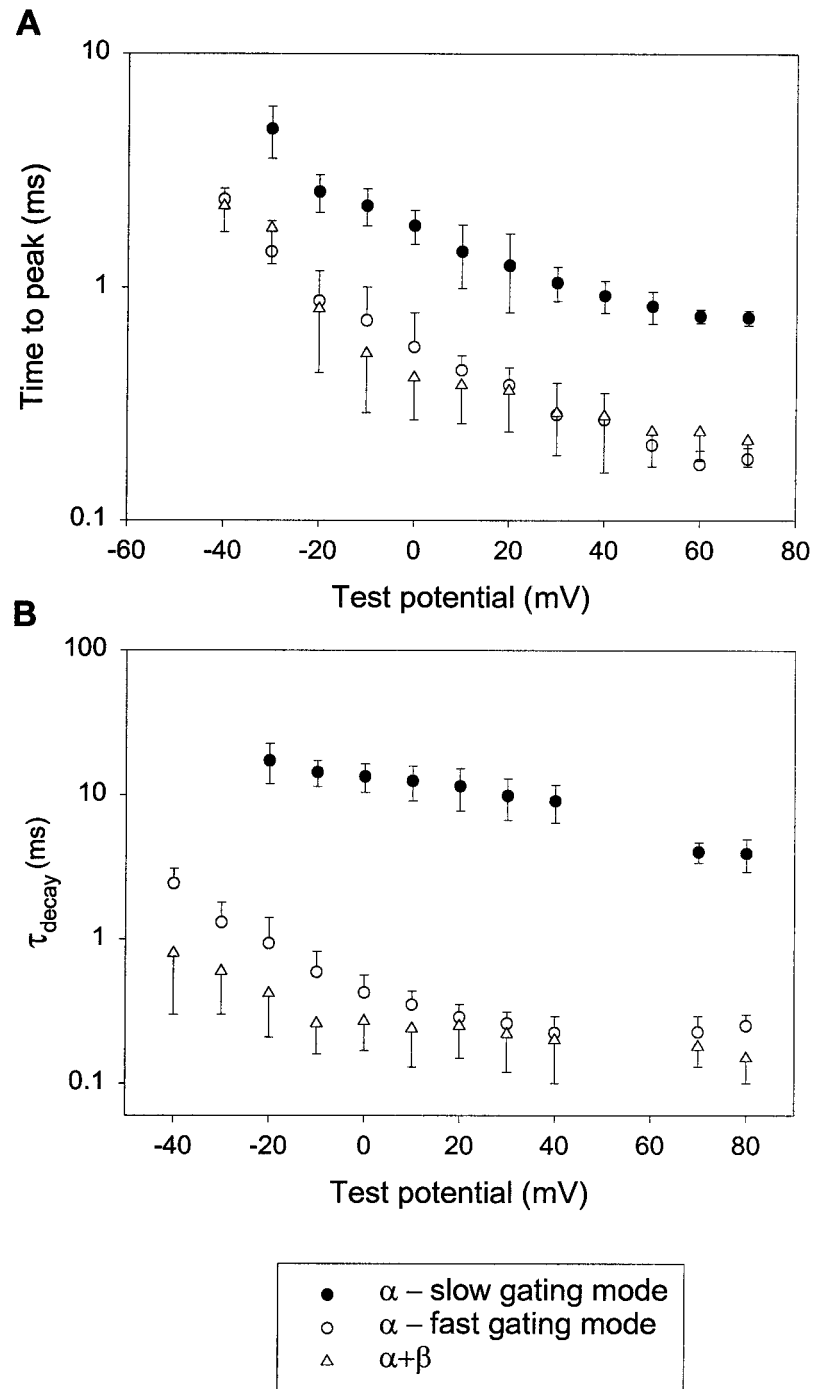 A
10
1
0.1
Time to peak (ms)
-60 -40 -20 0 20 40 60 80
Test potential (mV)
B
100
10
1
0.1
τdecay (ms)
-40 -20 0 20 40 60 80
Test potential (mV)
α – slow gating mode
α – fast gating mode
α+β